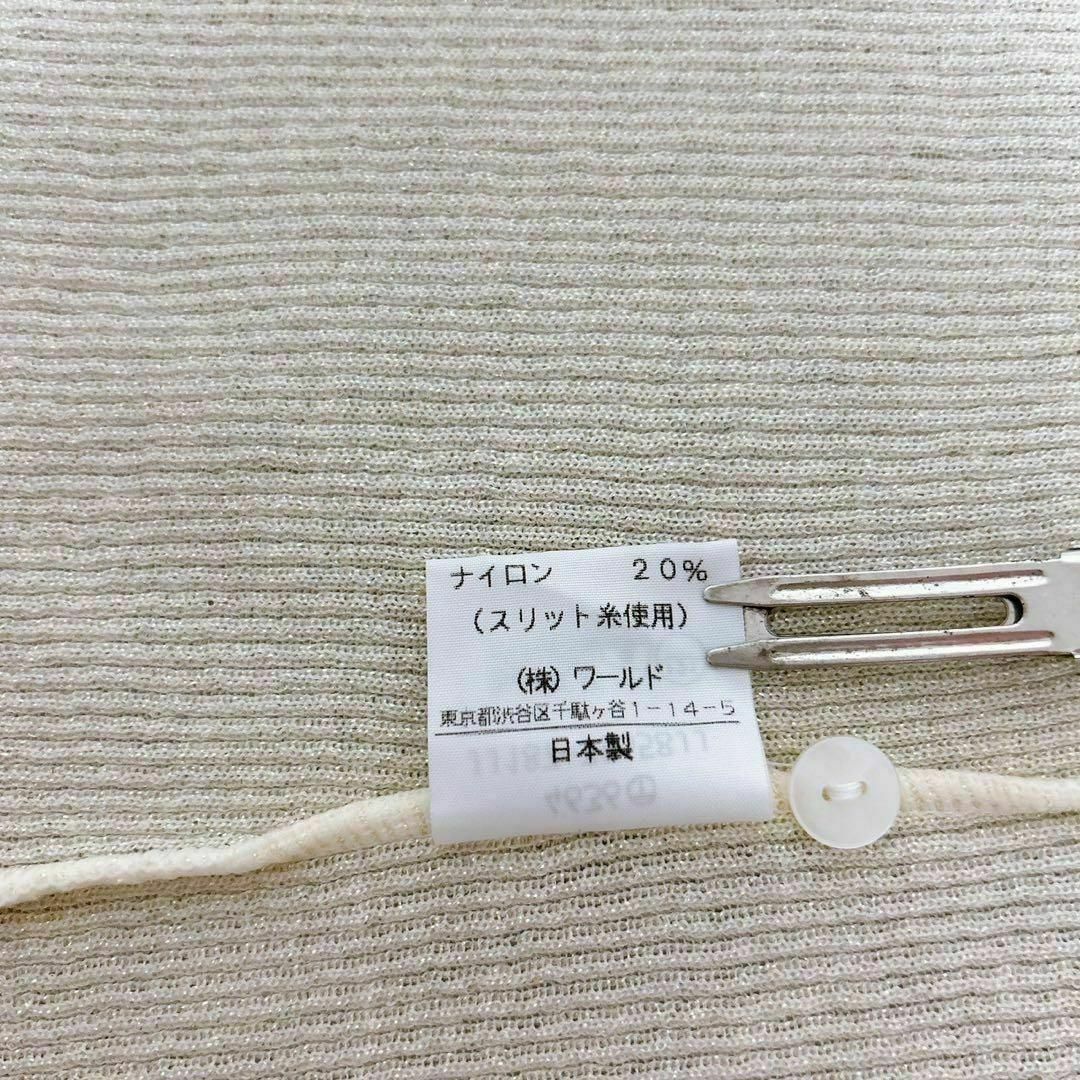 ナイロン 20%
(スリット糸使用)
(株)ワールド
東京都渋谷区千駄ヶ谷1-14-5
日本製